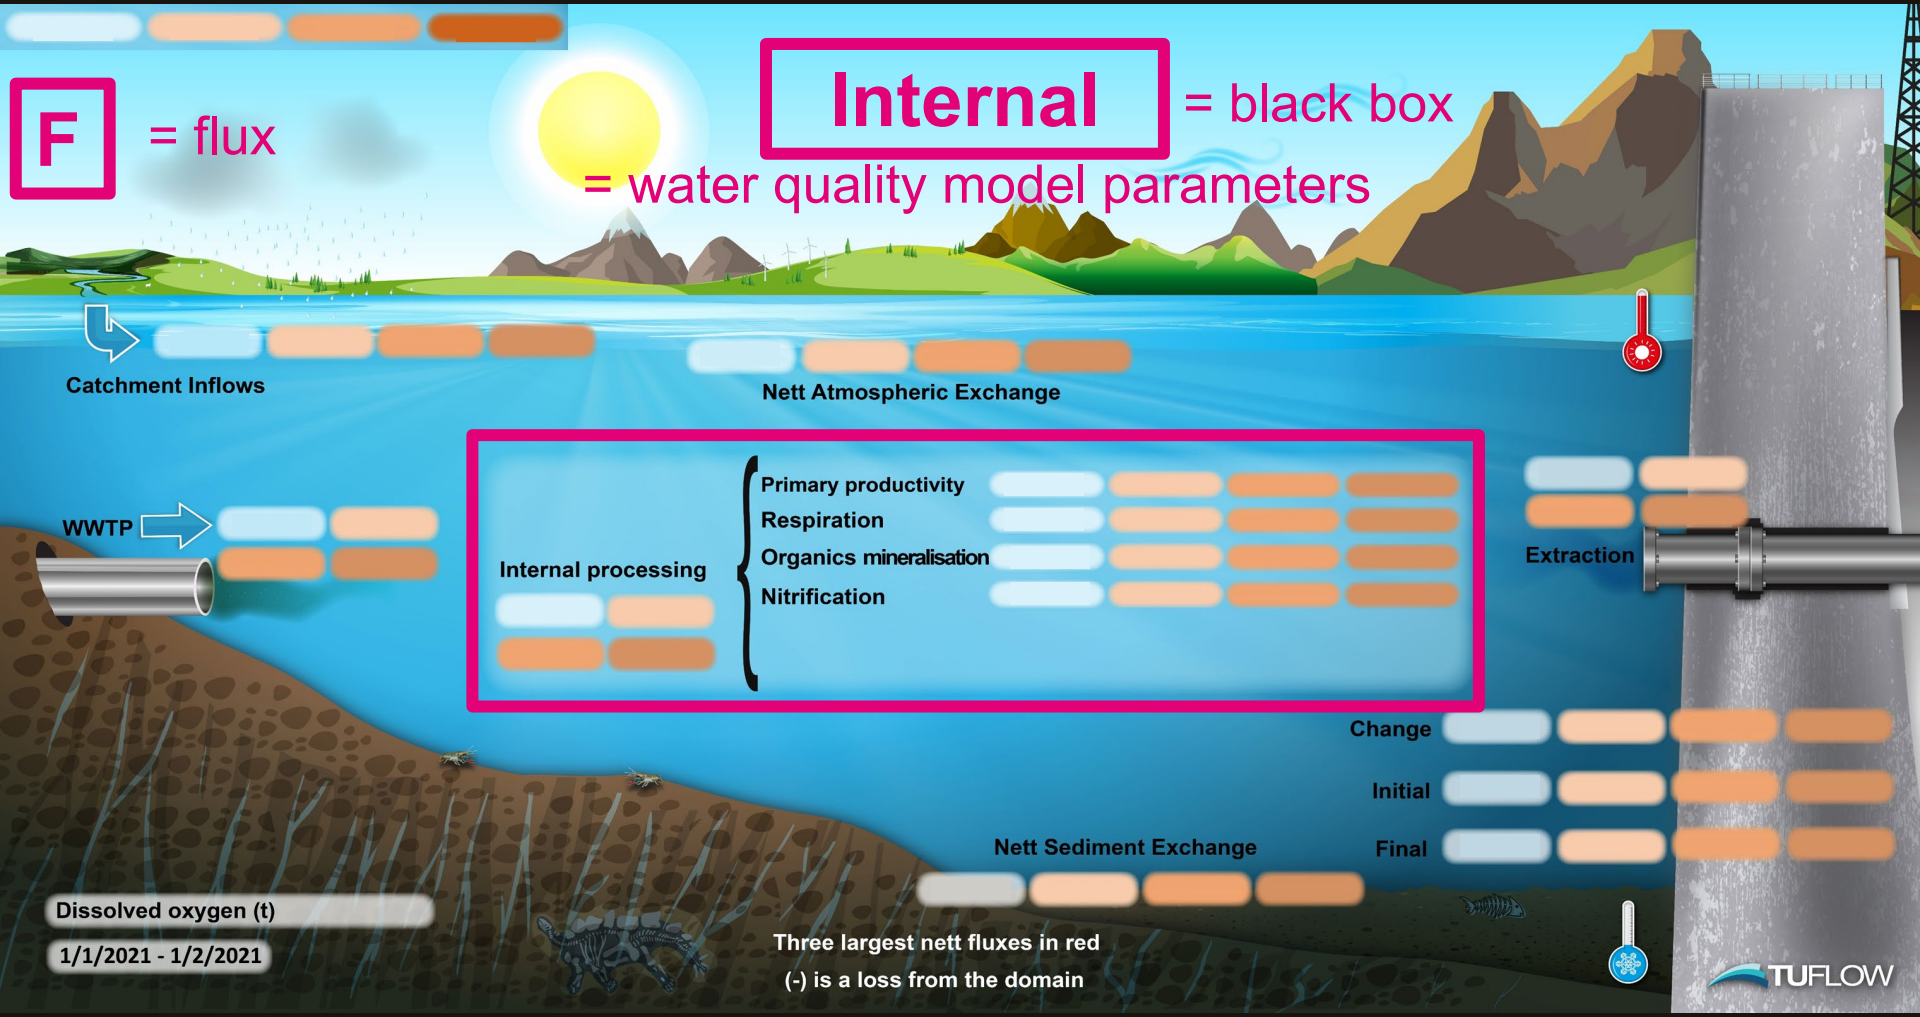 F
= flux
Internal
= black box
= water quality model parameters
Catchment Inflows
Nett Atmospheric Exchange
WWTP
Internal processing
Primary productivity
Respiration
Organics mineralisation
Nitrification
Extraction
Change
Initial
Final
Nett Sediment Exchange
Dissolved oxygen (t)
1/1/2021 - 1/2/2021
Three largest nett fluxes in red
(-) is a loss from the domain
TUFLOW